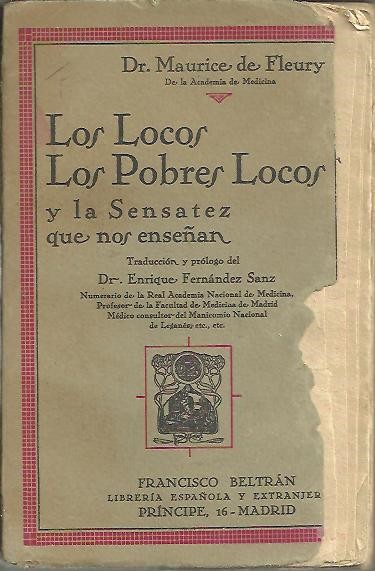 Dr. Maurice de Fleury
De la Academia de Medicina
Los Locos
Los Pobres Locos
y la Sensatez
que nos enseñan
Traducción y prólogo del
Dr. Enrique Fernández Sanz
Numerario de la Real Academia Nacional de Medicina,
Profesor de la Facultad de Medicina de Madrid
Médico consultor del Manicomio Nacional
de Leganés, etc., etc.
FRANCISCO BELTRÁN
LIBRERÍA ESPAÑOLA Y EXTRANJER
PRÍNCIPE, 16-MADRID